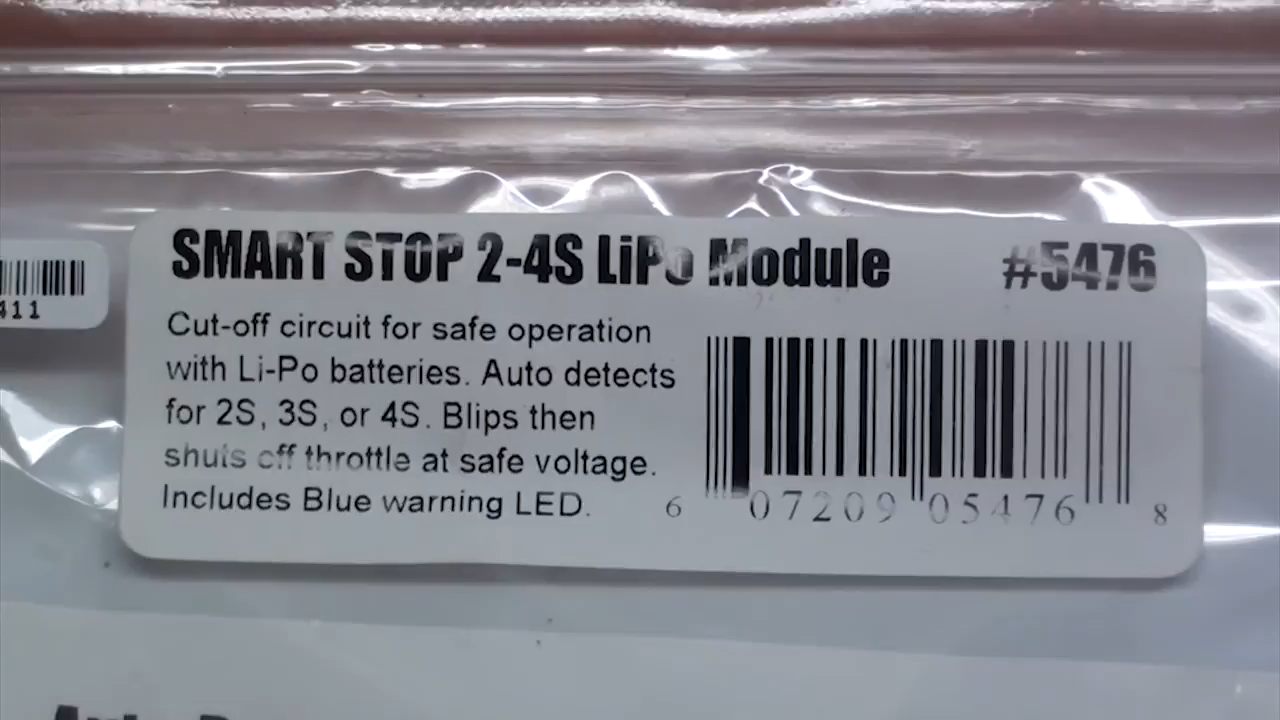 SMART STOP 2-4S LiPo Module #5476
Cut-off circuit for safe operation
with Li-Po batteries. Auto detects
for 2S, 3S, or 4S. Blips then
shuts off throttle at safe voltage.
Includes Blue warning LED.
6 07209 05476 8
411